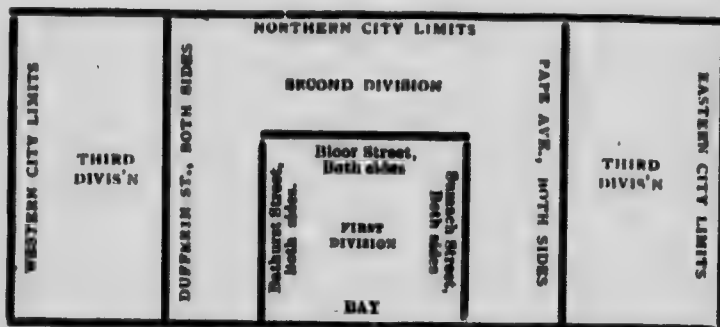 NORTHERN CITY LIMITS
WESTERN CITY LIMITS
THIRD
DIVIS'N
DUFFERIN ST., BOTH SIDES
SECOND DIVISION
Bloor Street,
Both sides
Bathurst Street,
Both sides.
FIRST
DIVISION
Sumach Street,
Both sides
BAY
PAPE AVE., BOTH SIDES
THIRD
DIVIS'N
EASTERN CITY LIMITS